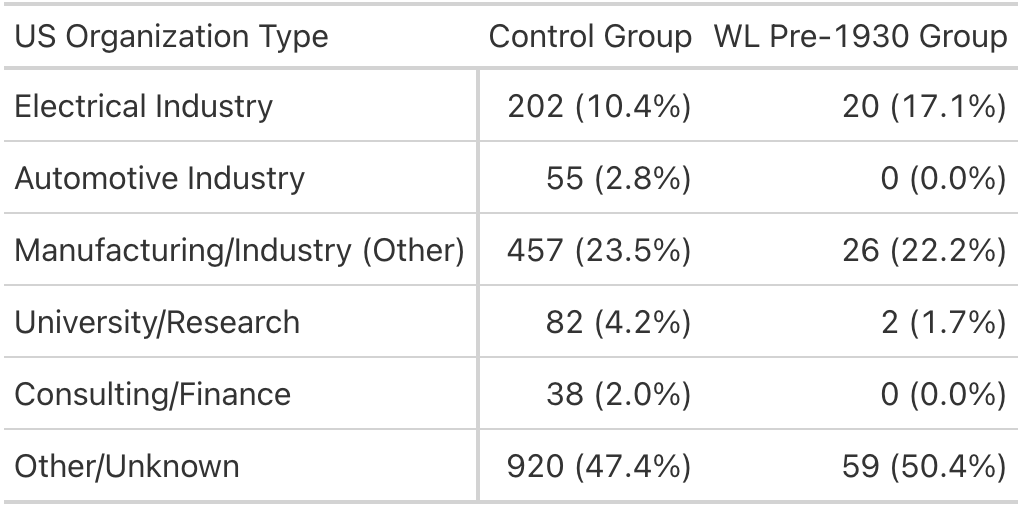 US Organization Type Control Group WL Pre-1930 Group
Electrical Industry 202 (10.4%) 20 (17.1%)
Automotive Industry 55 (2.8%) 0 (0.0%)
Manufacturing/Industry (Other) 457 (23.5%) 26 (22.2%)
University/Research 82 (4.2%) 2 (1.7%)
Consulting/Finance 38 (2.0%) 0 (0.0%)
Other/Unknown 920 (47.4%) 59 (50.4%)